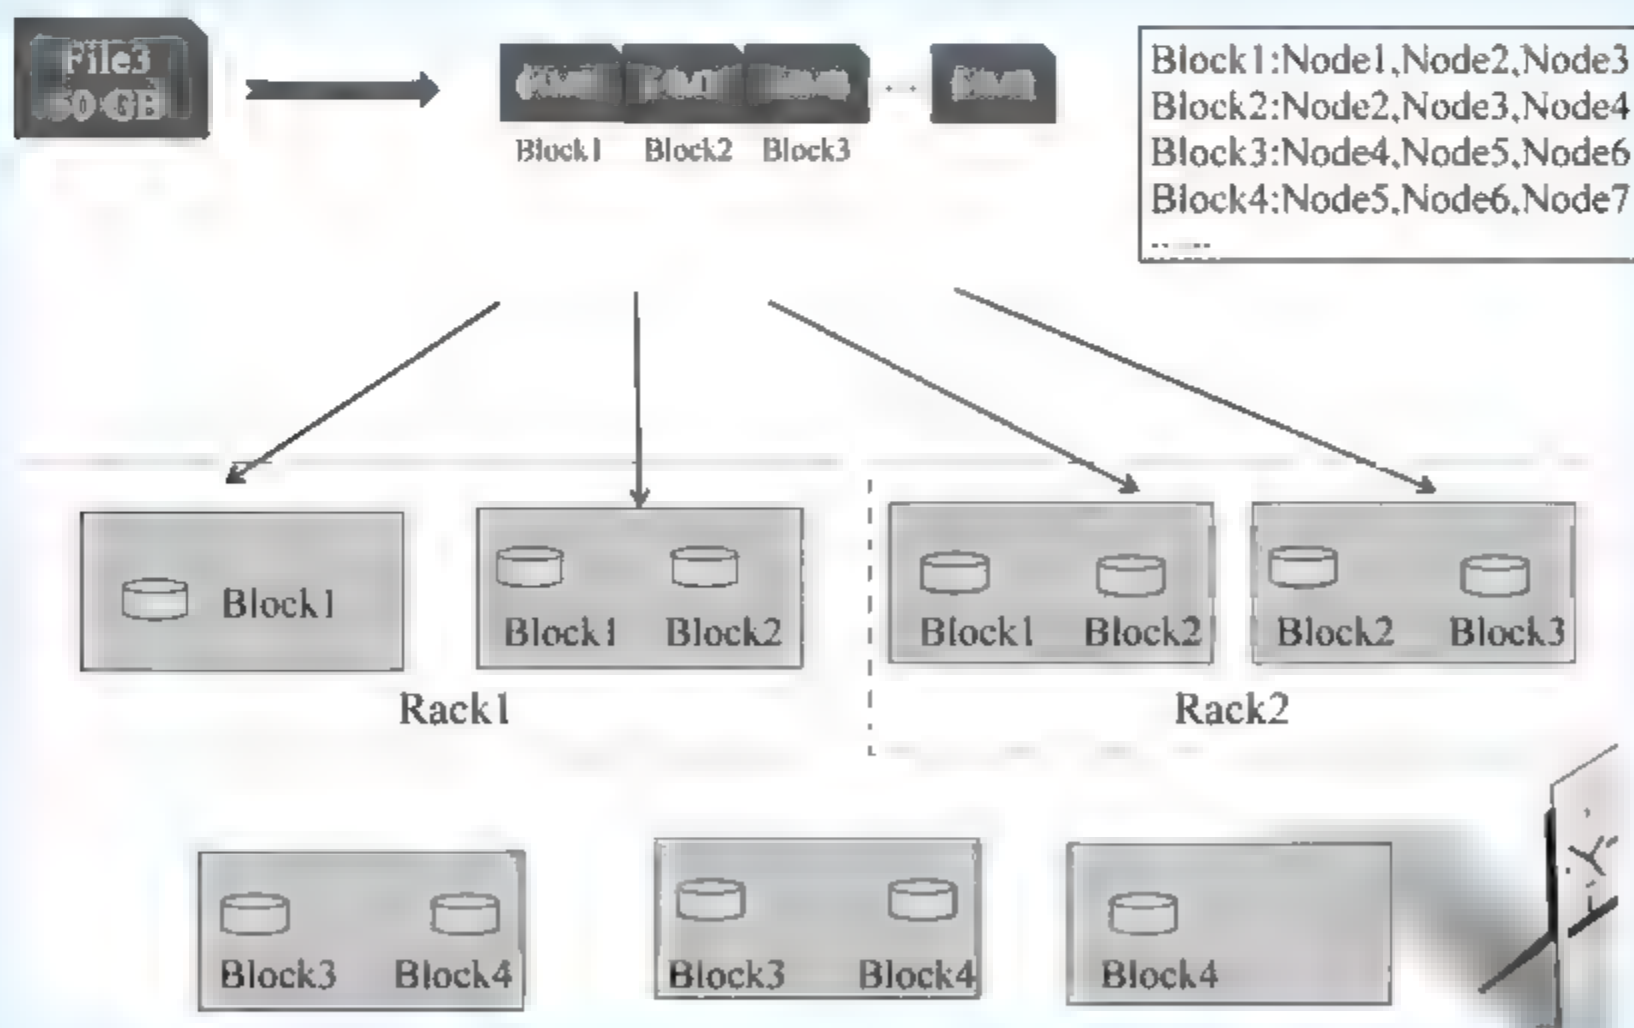 File3
50 GB
Block1
Block2
Block3
Block1:Node1,Node2,Node3
Block2:Node2,Node3,Node4
Block3:Node4,Node5,Node6
Block4:Node5,Node6,Node7
......
Block1
Block1
Block2
Block1
Block2
Block2
Block3
Rack1
Rack2
Block3
Block4
Block3
Block4
Block4